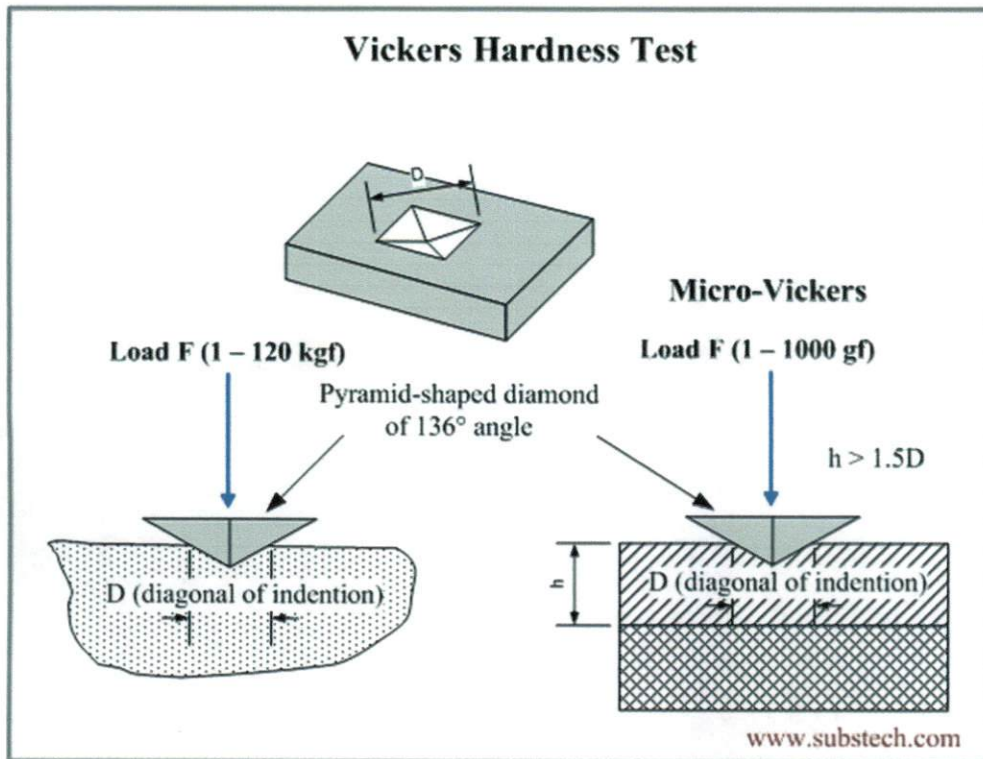 Vickers Hardness Test
D
Micro-Vickers
Load F (1 – 120 kgf)
Load F (1 – 1000 gf)
Pyramid-shaped diamond
of 136° angle
h > 1.5D
D (diagonal of indention)
h
D (diagonal of indention)
www.substech.com